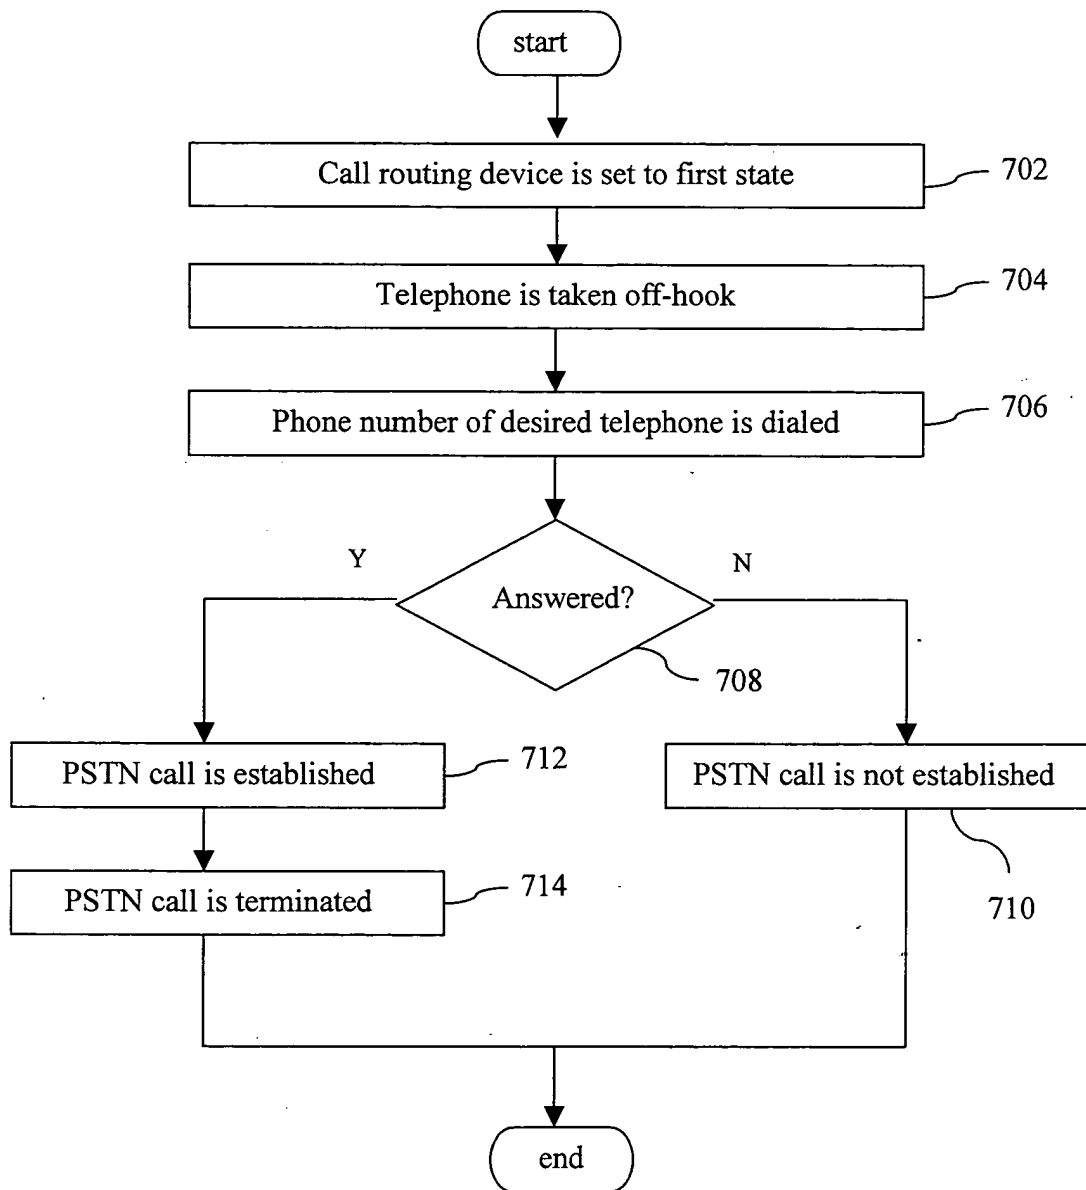 start
Call routing device is set to first state
702
Telephone is taken off-hook
704
Phone number of desired telephone is dialed
706
Y
N
Answered?
708
PSTN call is established
712
PSTN call is not established
710
PSTN call is terminated
714
end